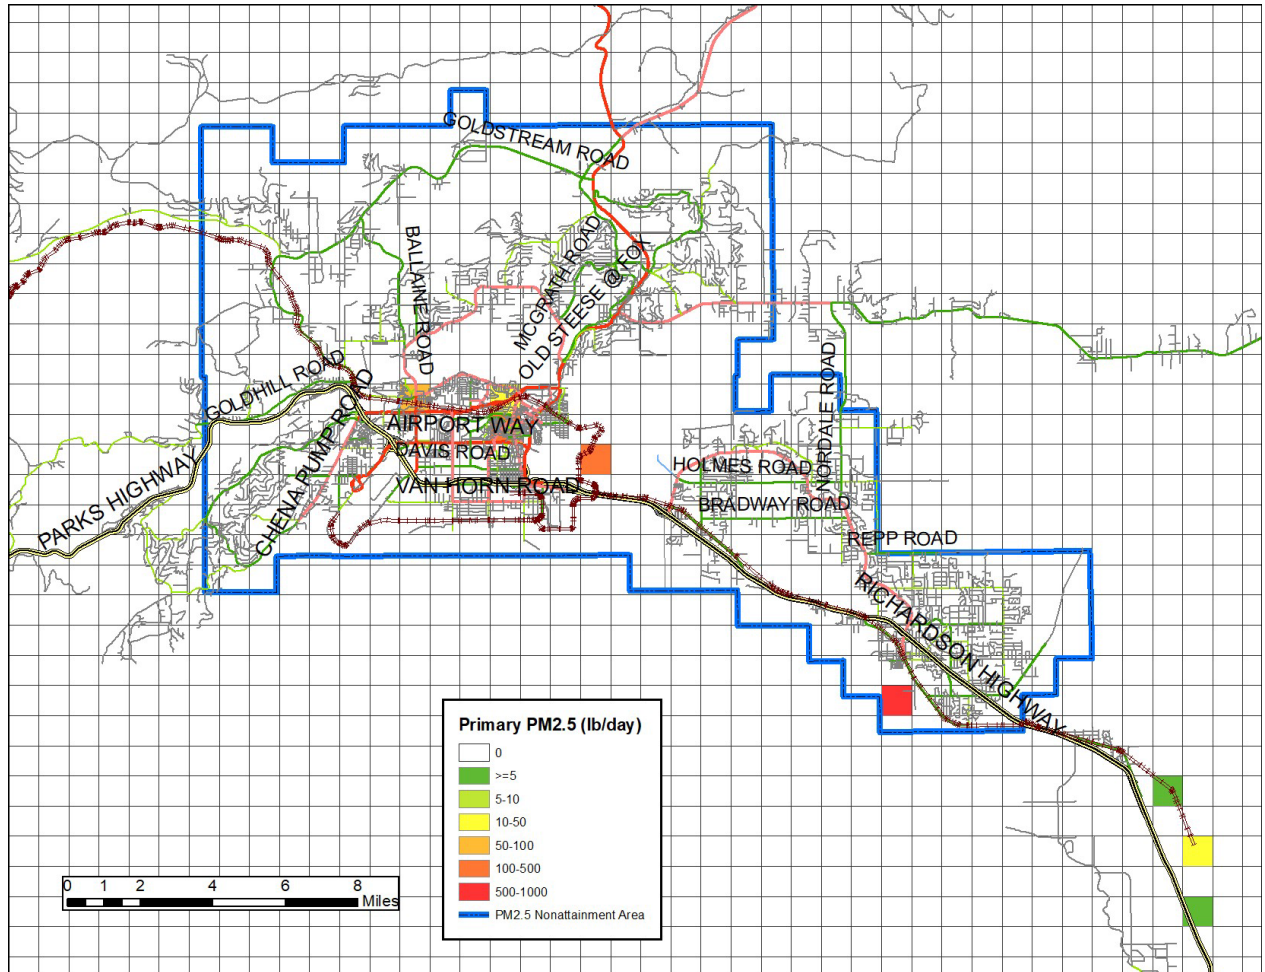 GOLDSTREAM ROAD
BALLAINE ROAD
MCGRATH ROAD
OLD STEESE @ FOX
GOLDHILL ROAD
CHENA PUMP ROAD
AIRPORT WAY
DAVIS ROAD
VAN HORN ROAD
PARKS HIGHWAY
HOLMES ROAD
NORDALE ROAD
BRADWAY ROAD
REPP ROAD
RICHARDSON HIGHWAY
Primary PM2.5 (lb/day)
0
>=5
5-10
10-50
50-100
100-500
500-1000
PM2.5 Nonattainment Area
0 1 2 4 6 8
Miles